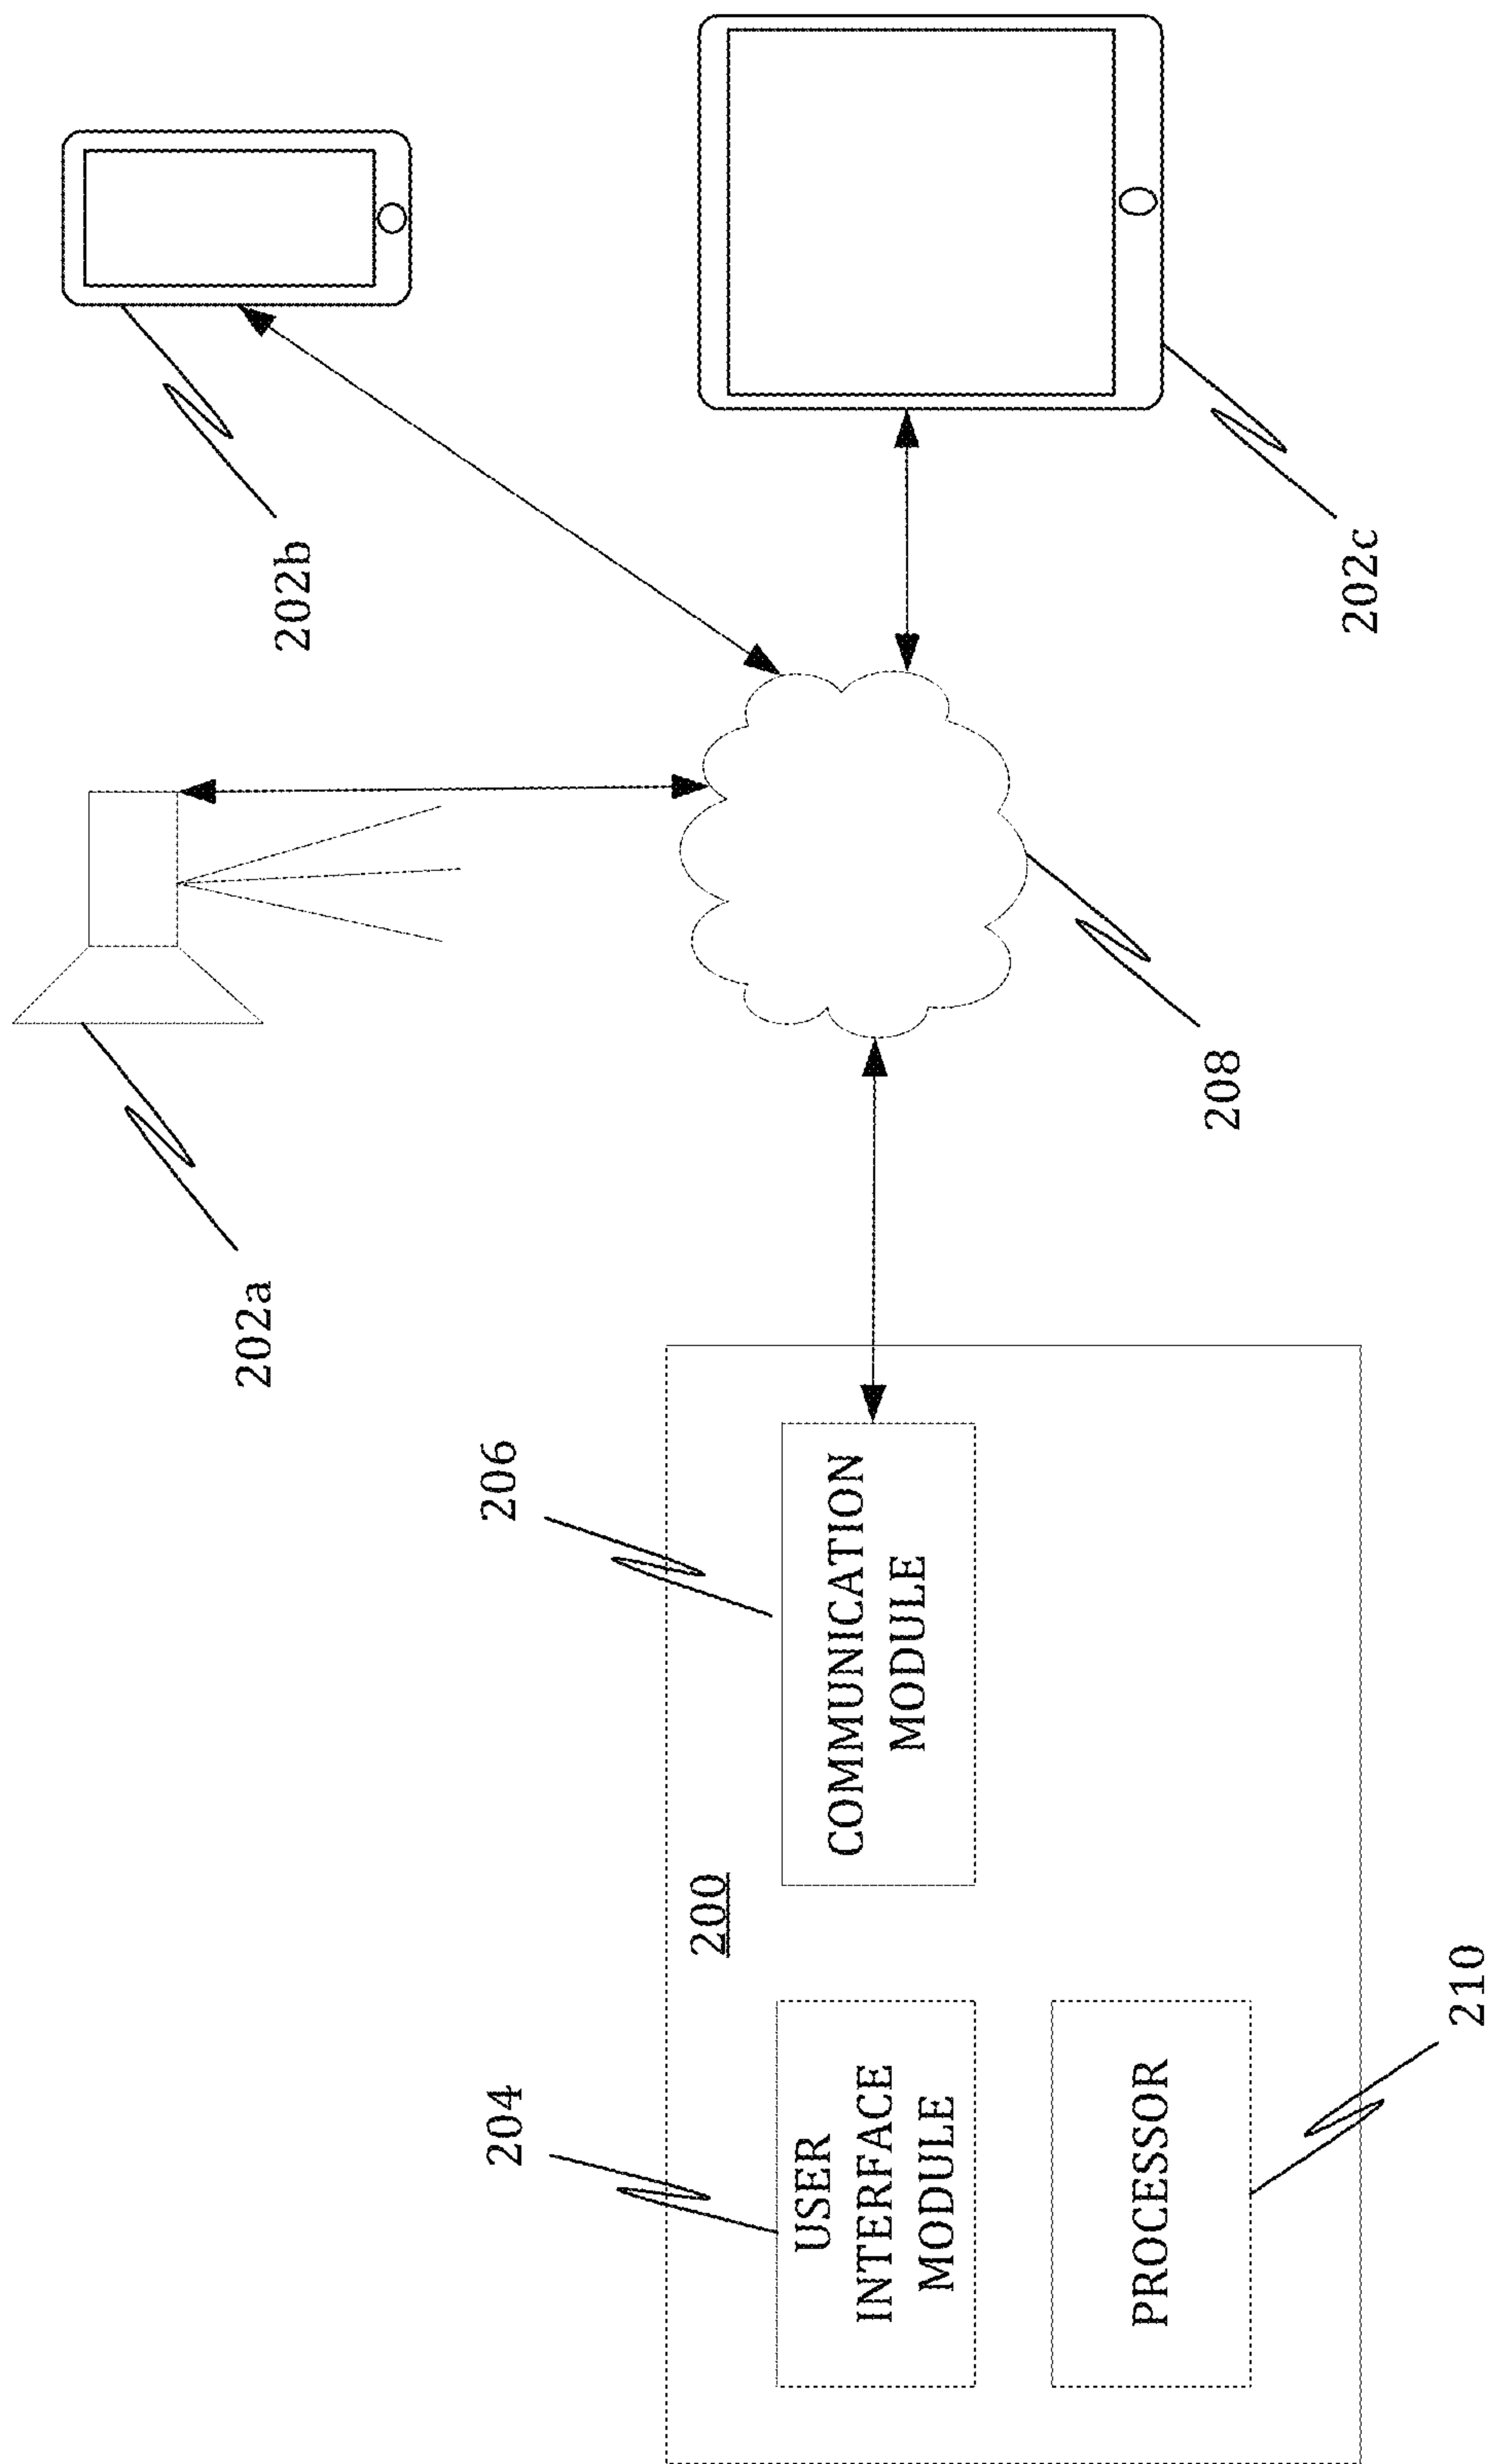 202a
202b
206
204
200
USER
INTERFACE
MODULE
COMMUNICATION
MODULE
208
202c
PROCESSOR
210